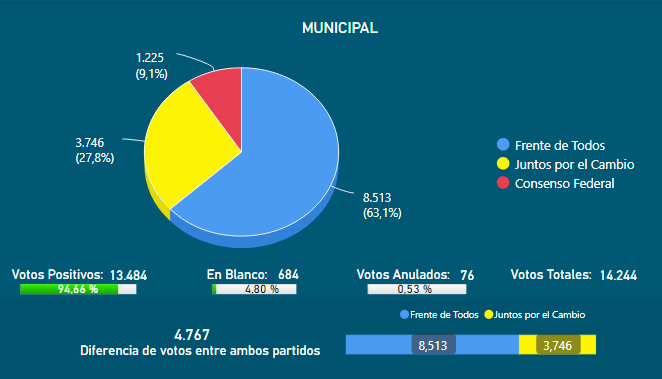 MUNICIPAL
1.225
(9,1%)
3.746
(27,8%)
8.513
(63,1%)
Frente de Todos
Juntos por el Cambio
Consenso Federal
Votos Positivos: 13.484
94,66 %
En Blanco: 684
4,80 %
Votos Anulados: 76
0,53 %
Votos Totales: 14.244
Frente de Todos Juntos por el Cambio
4.767
Diferencia de votos entre ambos partidos
8,513 3,746